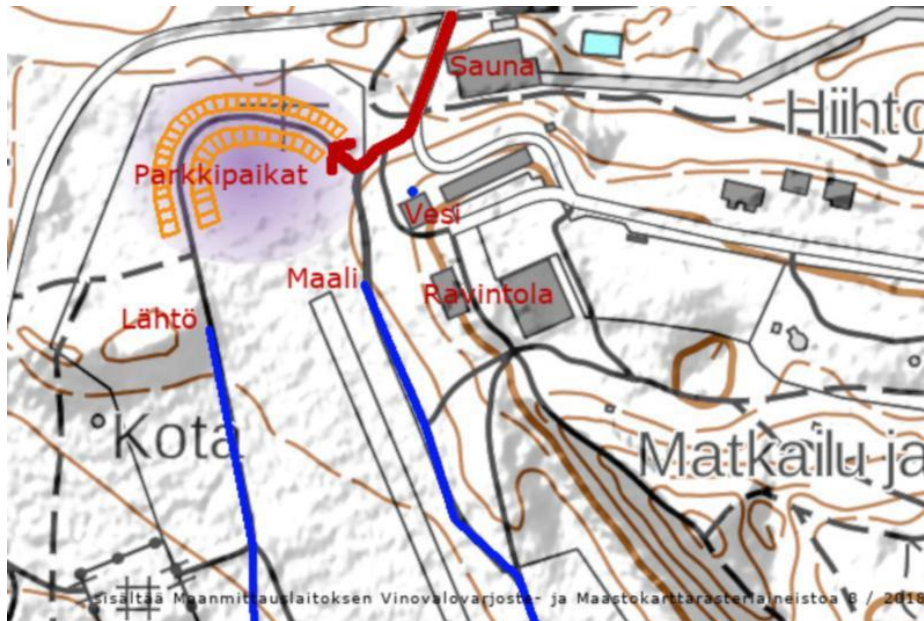 Sauna
Hiihto
Parkkipaikat
Vesi
Maali
Ravintola
Lähtö
Kota
Matkailu ja
sisältää Maanmittauslaitoksen Vinovalovarjoste- ja Maastokarttarasteriaineistoa 8 / 2018